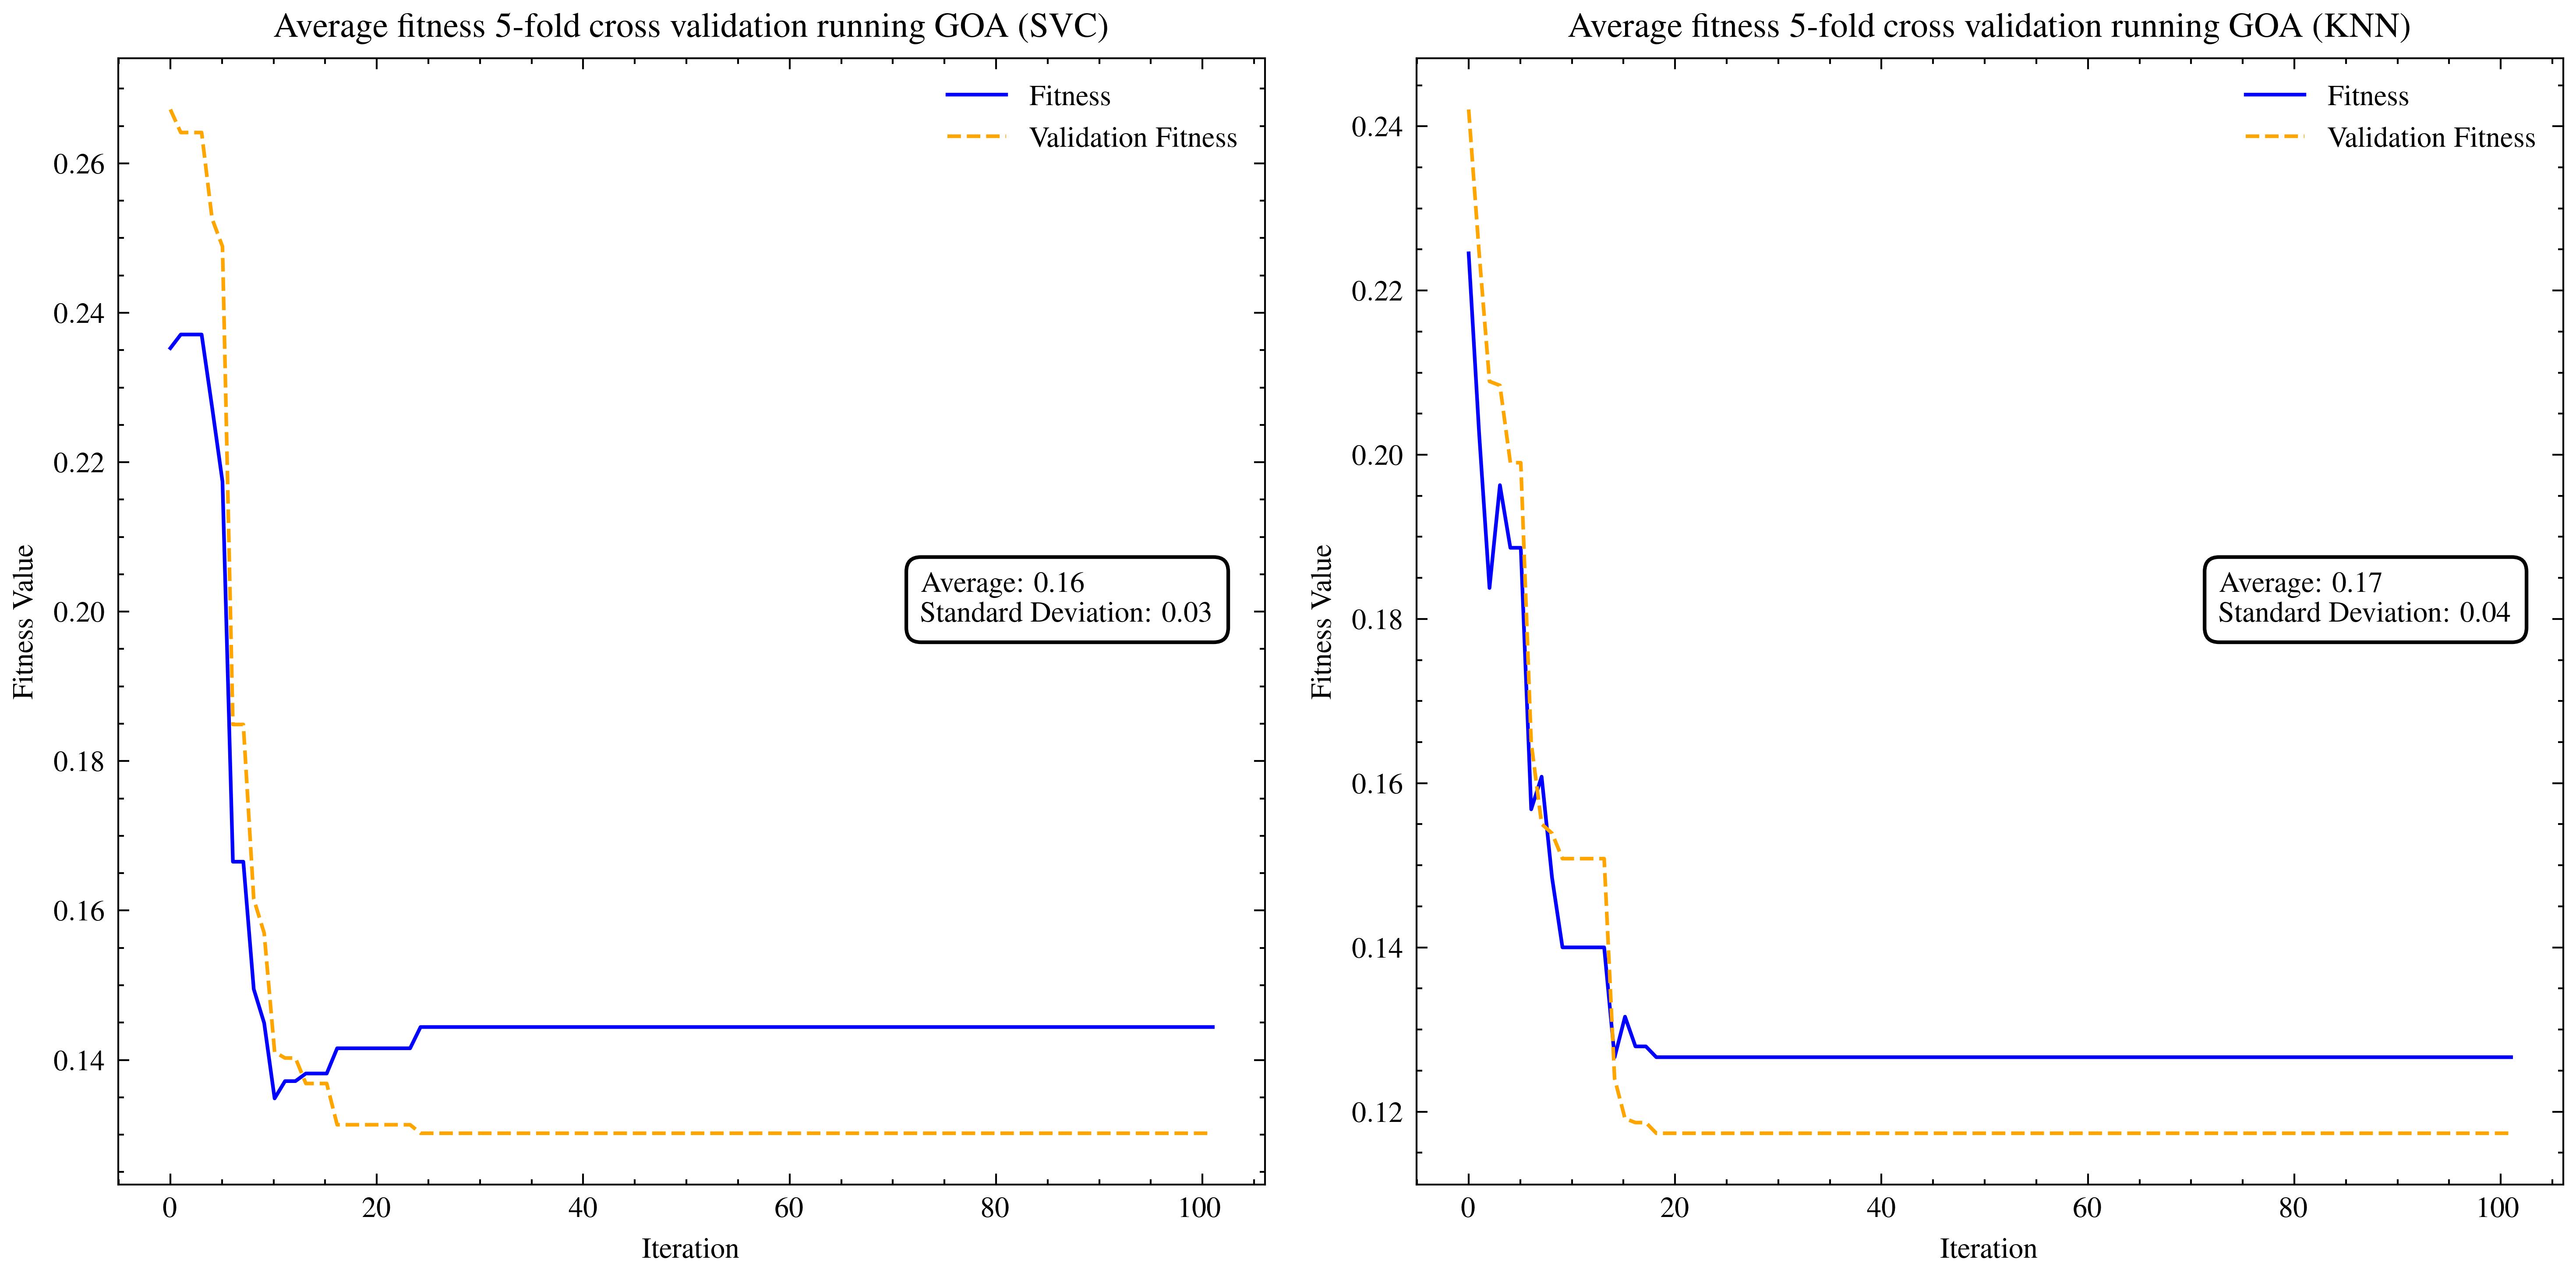 Average fitness 5-fold cross validation running GOA (SVC)
Fitness
Validation Fitness
0.26
0.24
0.22
0.20
0.18
0.16
0.14
Fitness Value
Average: 0.16
Standard Deviation: 0.03
0 20 40 60 80 100
Iteration
Average fitness 5-fold cross validation running GOA (KNN)
Fitness
Validation Fitness
0.24
0.22
0.20
0.18
0.16
0.14
0.12
Fitness Value
Average: 0.17
Standard Deviation: 0.04
0 20 40 60 80 100
Iteration